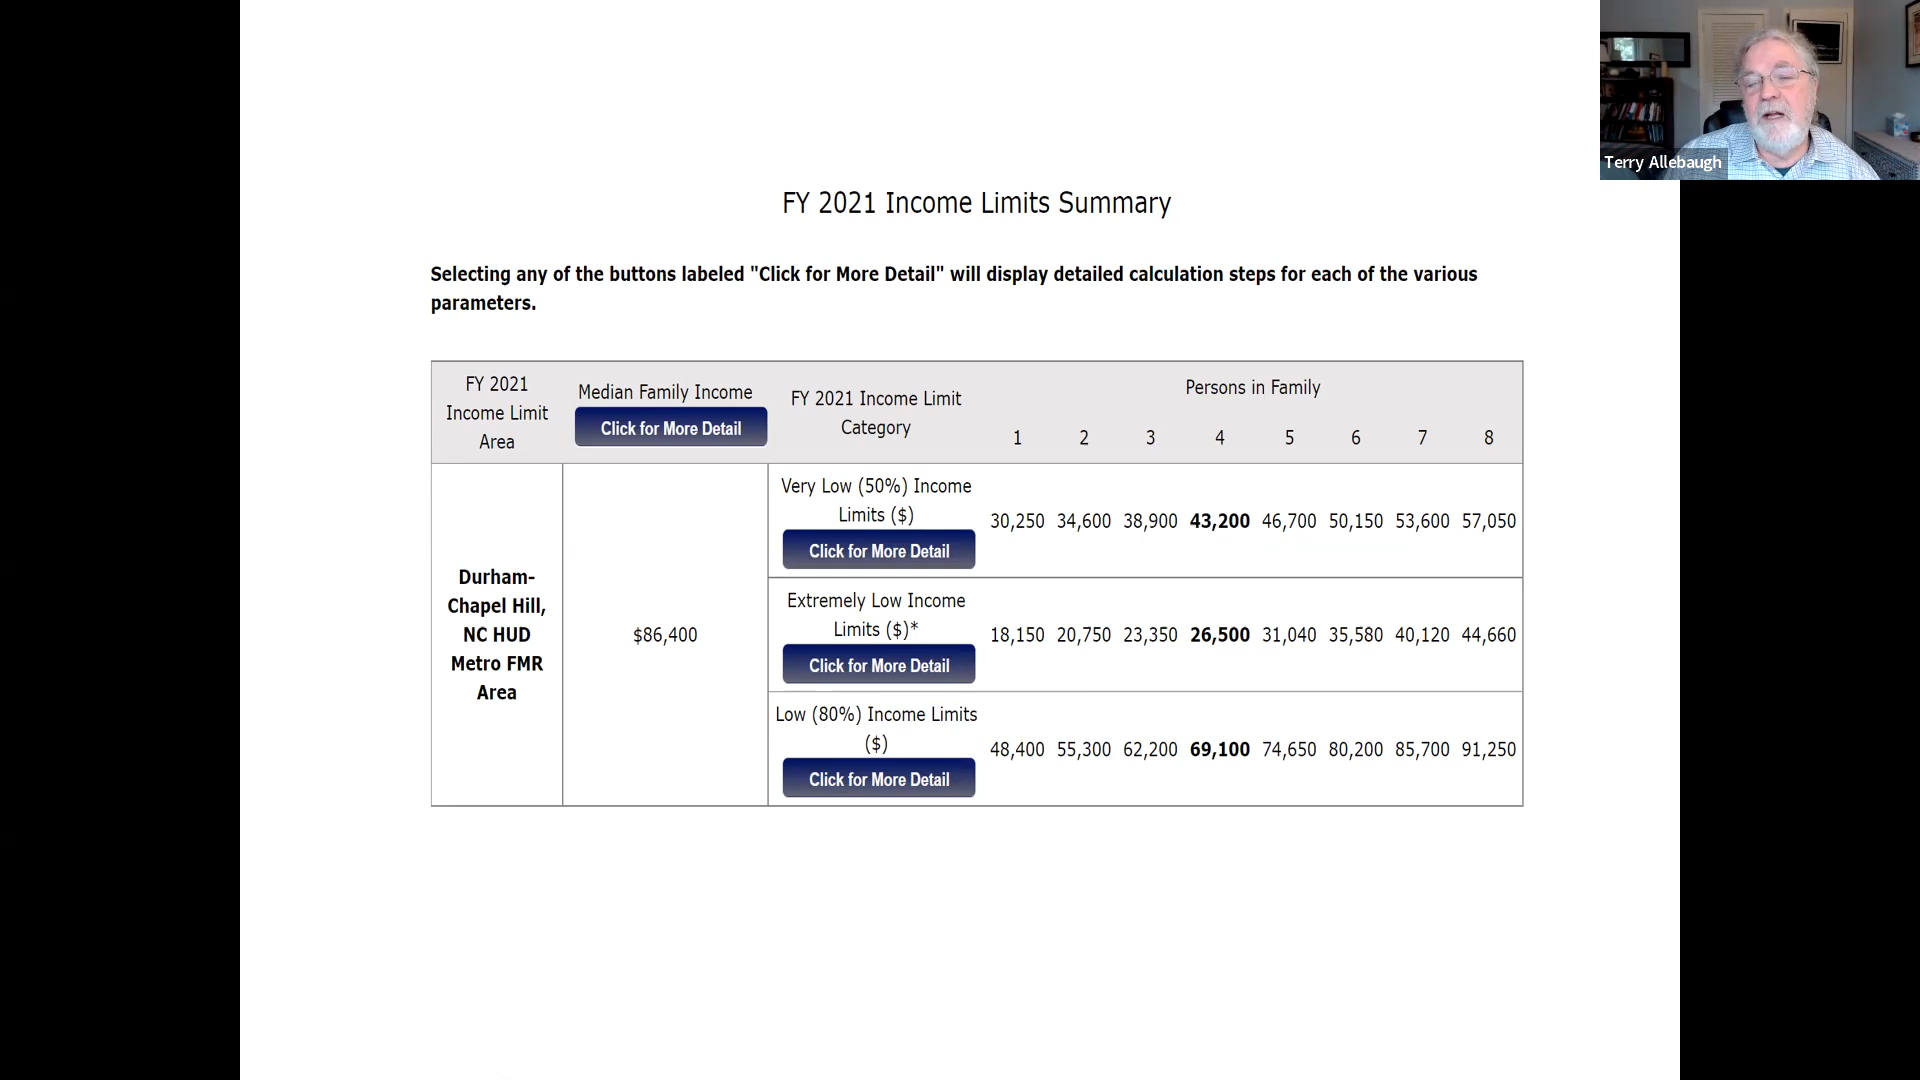 Terry Allebaugh
FY 2021 Income Limits Summary
Selecting any of the buttons labeled "Click for More Detail" will display detailed calculation steps for each of the various
parameters.
FY 2021
Income Limit
Area
Median Family Income
Click for More Detail
FY 2021 Income Limit
Category
Persons in Family
1 2 3 4 5 6 7 8
Durham-
Chapel Hill,
NC HUD
Metro FMR
Area
$86,400
Very Low (50%) Income
Limits ($)
Click for More Detail
30,250 34,600 38,900 43,200 46,700 50,150 53,600 57,050
Extremely Low Income
Limits ($)*
Click for More Detail
18,150 20,750 23,350 26,500 31,040 35,580 40,120 44,660
Low (80%) Income Limits
($)
Click for More Detail
48,400 55,300 62,200 69,100 74,650 80,200 85,700 91,250